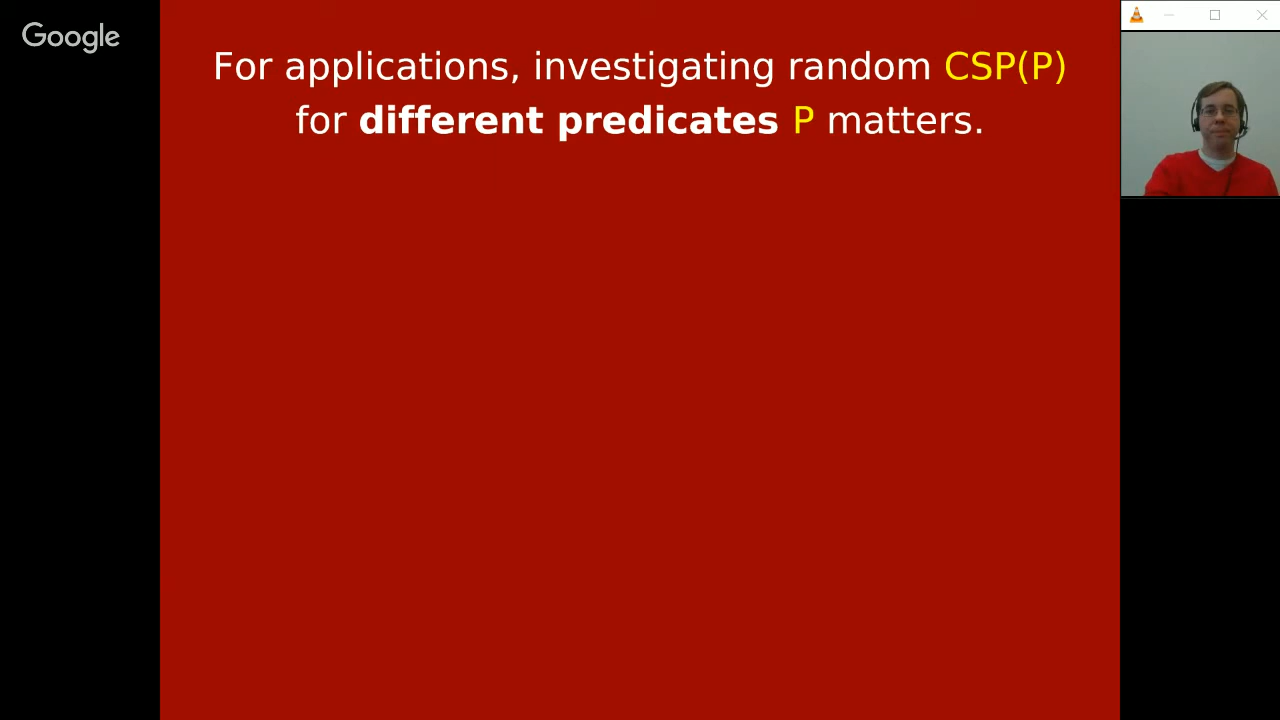 Google
For applications, investigating random CSP(P)
for different predicates P matters.